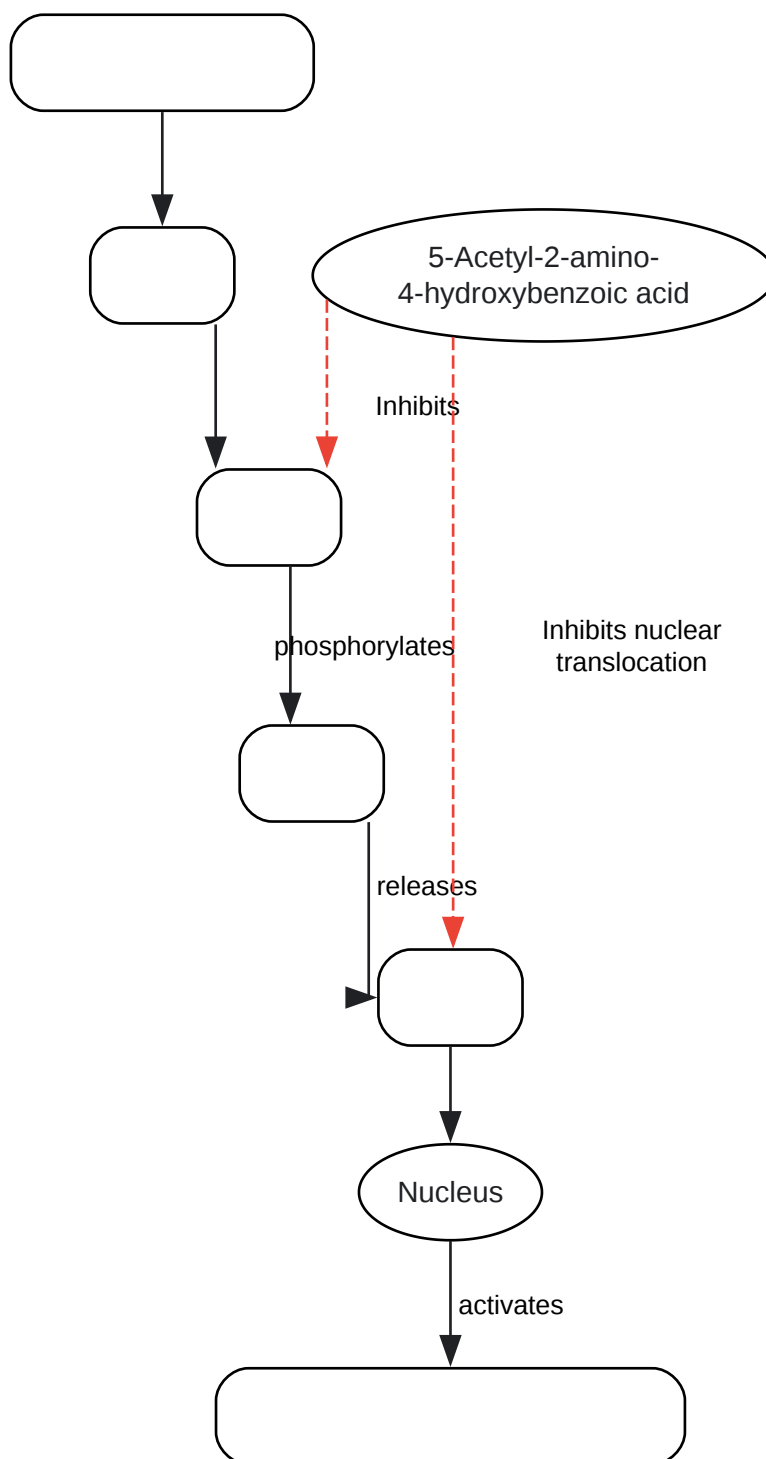 5-Acetyl-2-amino-
4-hydroxybenzoic acid
Inhibits
phosphorylates
Inhibits nuclear
translocation
releases
Nucleus
activates